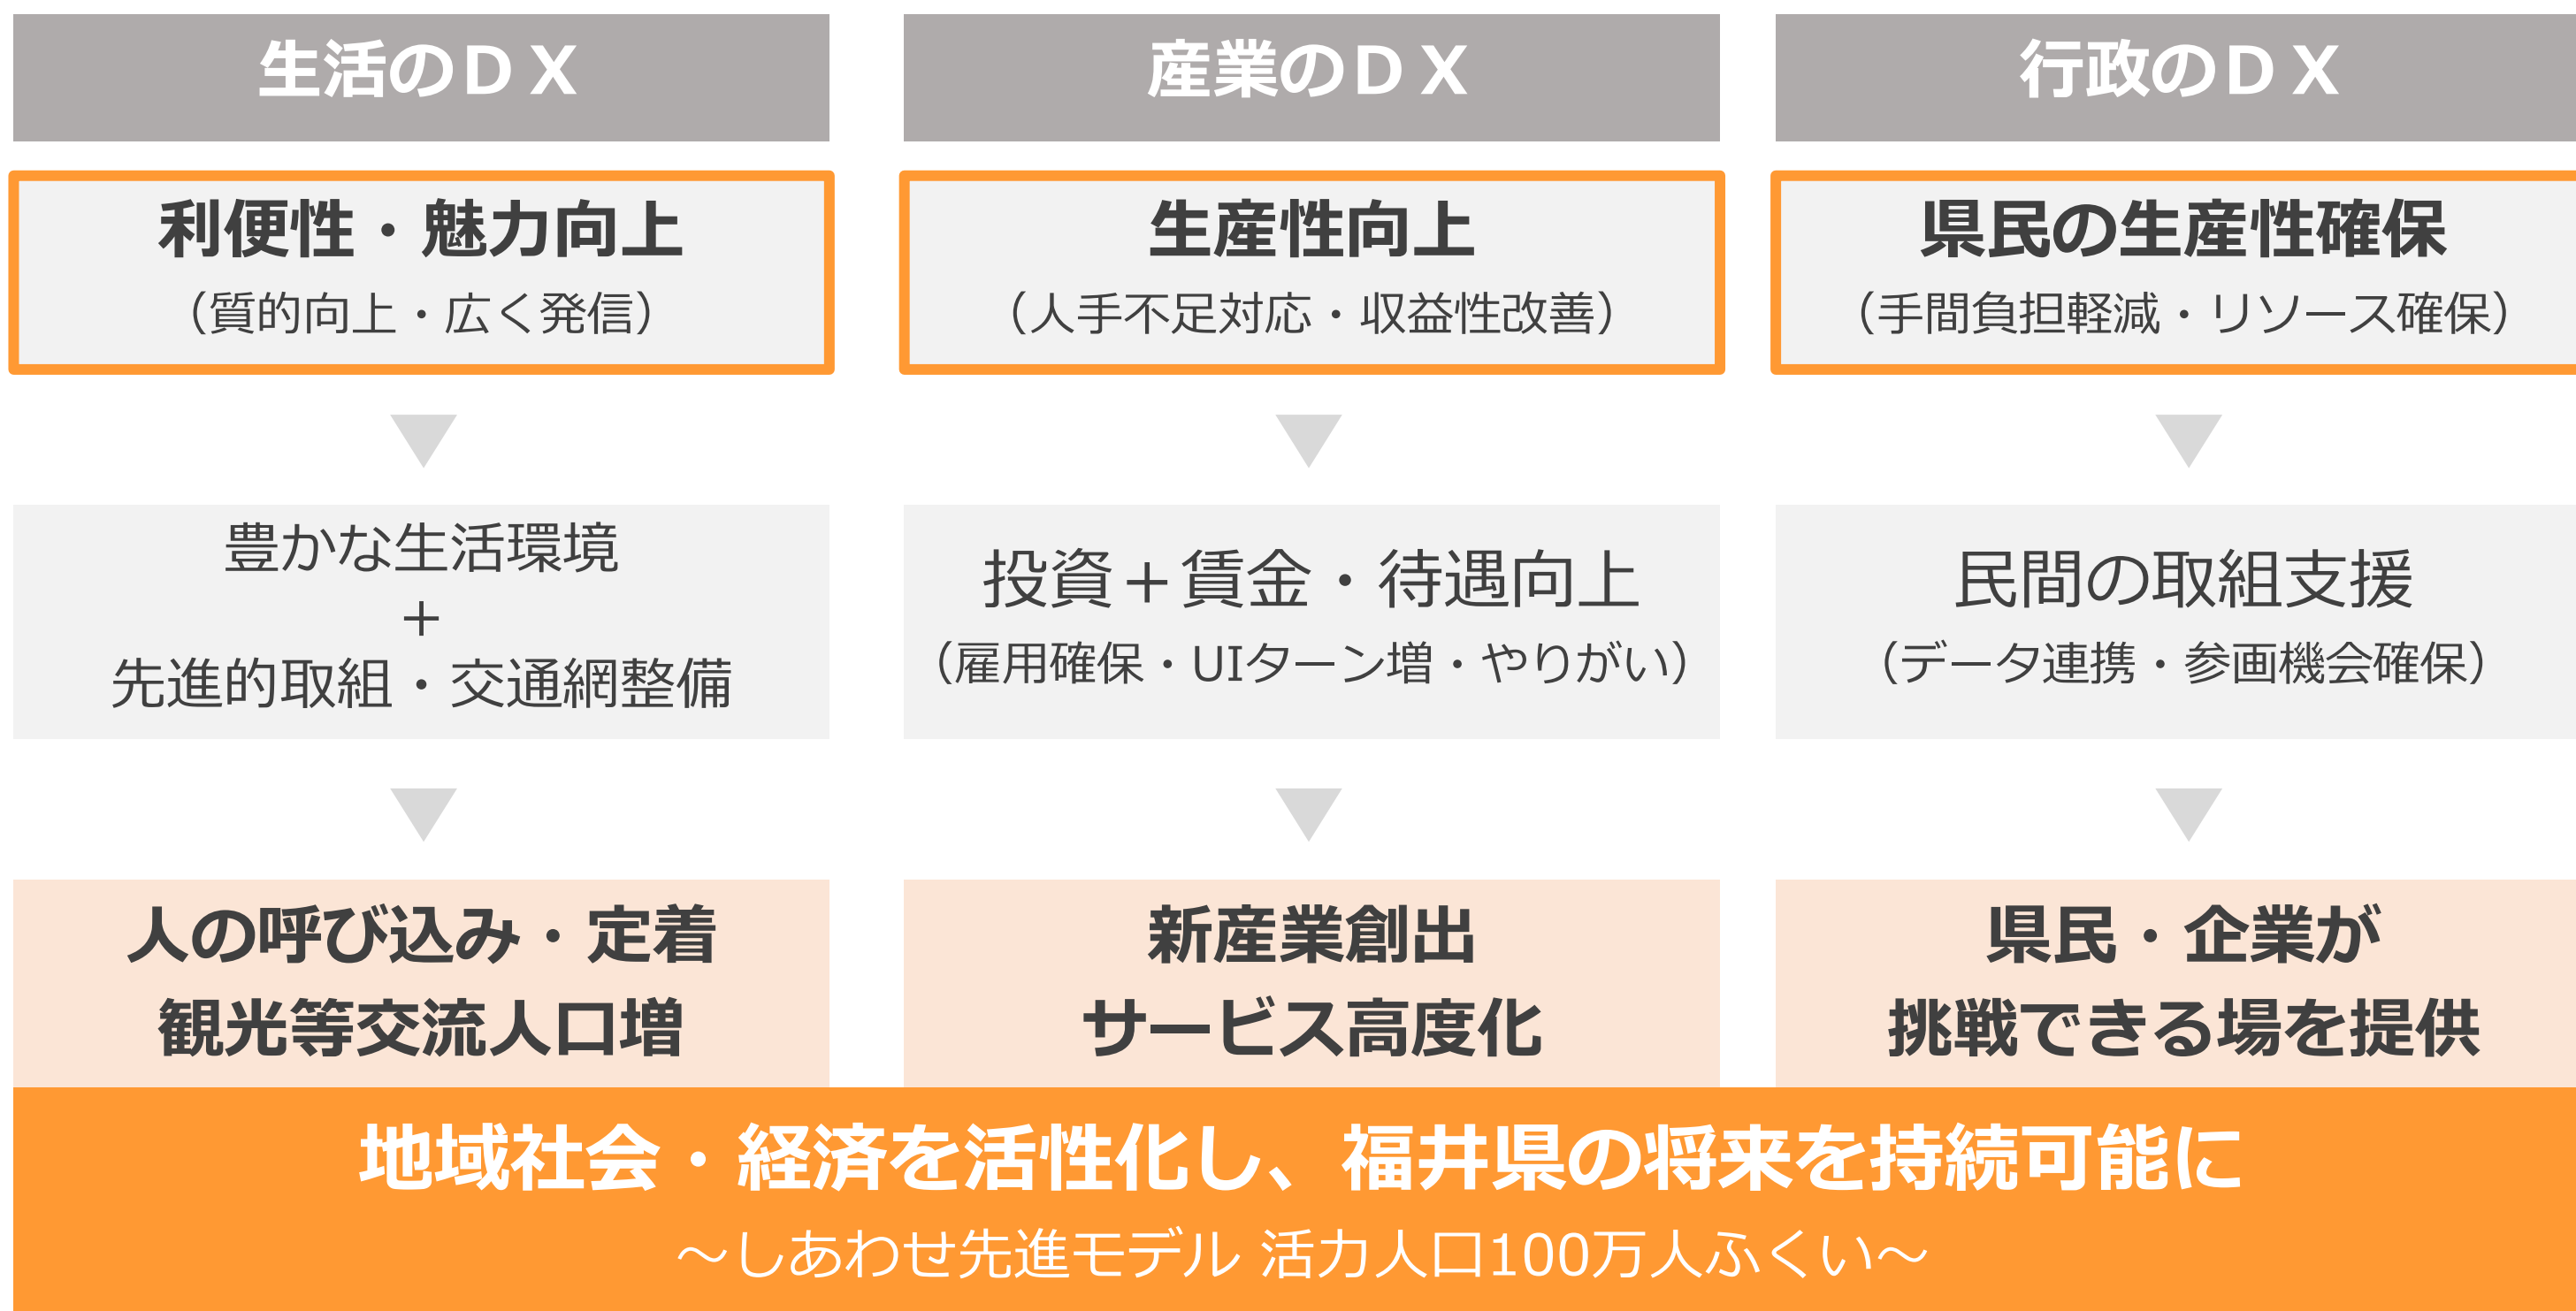 生活のＤＸ
利便性・魅力向上
（質的向上・広く発信）
豊かな生活環境
＋
先進的取組・交通網整備
人の呼び込み・定着
観光等交流人口増
産業のＤＸ
生産性向上
（人手不足対応・収益性改善）
投資＋賃金・待遇向上
（雇用確保・UIターン増・やりがい）
新産業創出
サービス高度化
行政のＤＸ
県民の生産性確保
（手間負担軽減・リソース確保）
民間の取組支援
（データ連携・参画機会確保）
県民・企業が
挑戦できる場を提供
地域社会・経済を活性化し、福井県の将来を持続可能に
～しあわせ先進モデル 活力人口100万人ふくい～